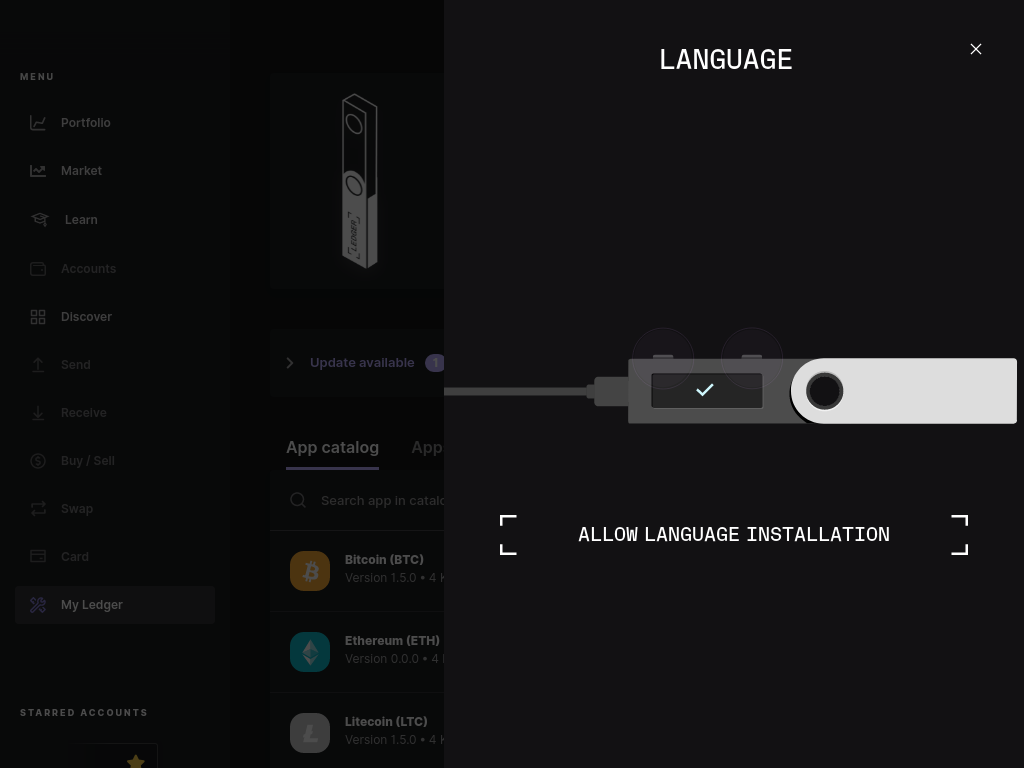 MENU
Portfolio
Market
Learn
Accounts
Discover
Send
Receive
Buy / Sell
Swap
Card
My Ledger
STARRED ACCOUNTS
LEDGER
Update available 1
App catalog
App
Search app in catalo
Bitcoin (BTC)
Version 1.5.0 • 4 K
Ethereum (ETH)
Version 0.0.0 • 4
Litecoin (LTC)
Version 1.5.0 • 4 K
LANGUAGE
ALLOW LANGUAGE INSTALLATION